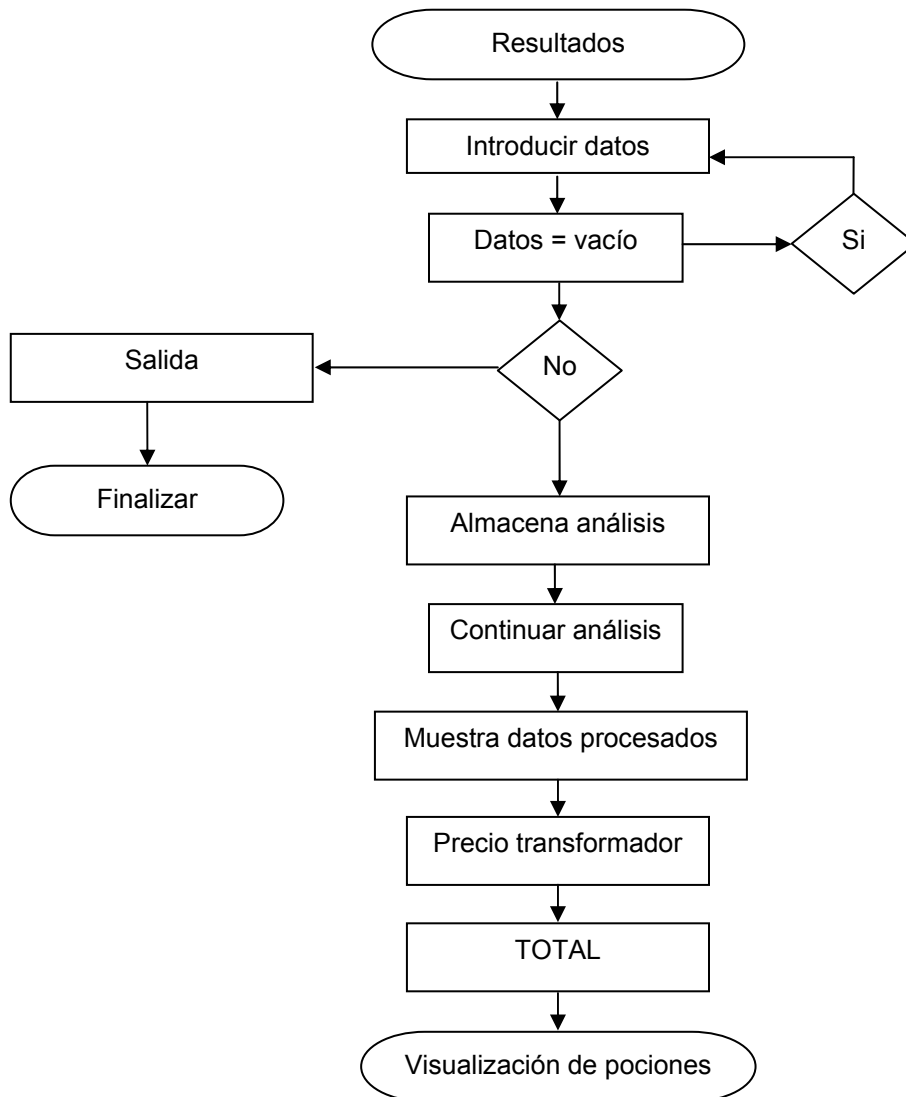 Resultados
Introducir datos
Datos = vacío
Si
Salida
No
Finalizar
Almacena análisis
Continuar análisis
Muestra datos procesados
Precio transformador
TOTAL
Visualización de pociones